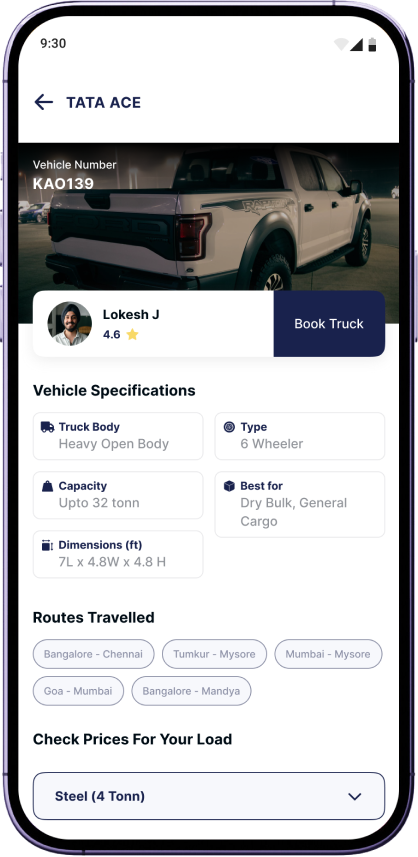 9:30
TATA ACE
Vehicle Number
KAO139
RAPTOR
Lokesh J
4.6
Book Truck
Vehicle Specifications
Truck Body
Heavy Open Body
Type
6 Wheeler
Capacity
Upto 32 tonn
Best for
Dry Bulk, General
Cargo
Dimensions (ft)
7L x 4.8W x 4.8 H
Routes Travelled
Bangalore - Chennai
Tumkur - Mysore
Mumbai - Mysore
Goa - Mumbai
Bangalore - Mandya
Check Prices For Your Load
Steel (4 Tonn)